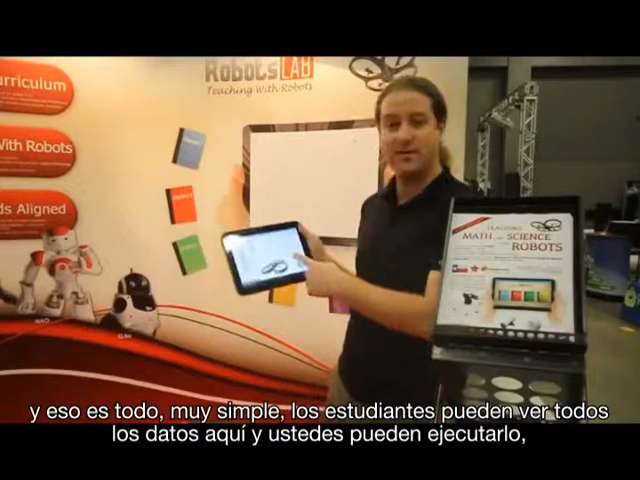 RobotsLAB
Teaching With Robots
urriculum
With Robots
ds Aligned
NAO
TEACHING
MATH and SCIENCE
ROBOTS
y eso es todo, muy simple, los estudiantes pueden ver todos
los datos aquí y ustedes pueden ejecutarlo,